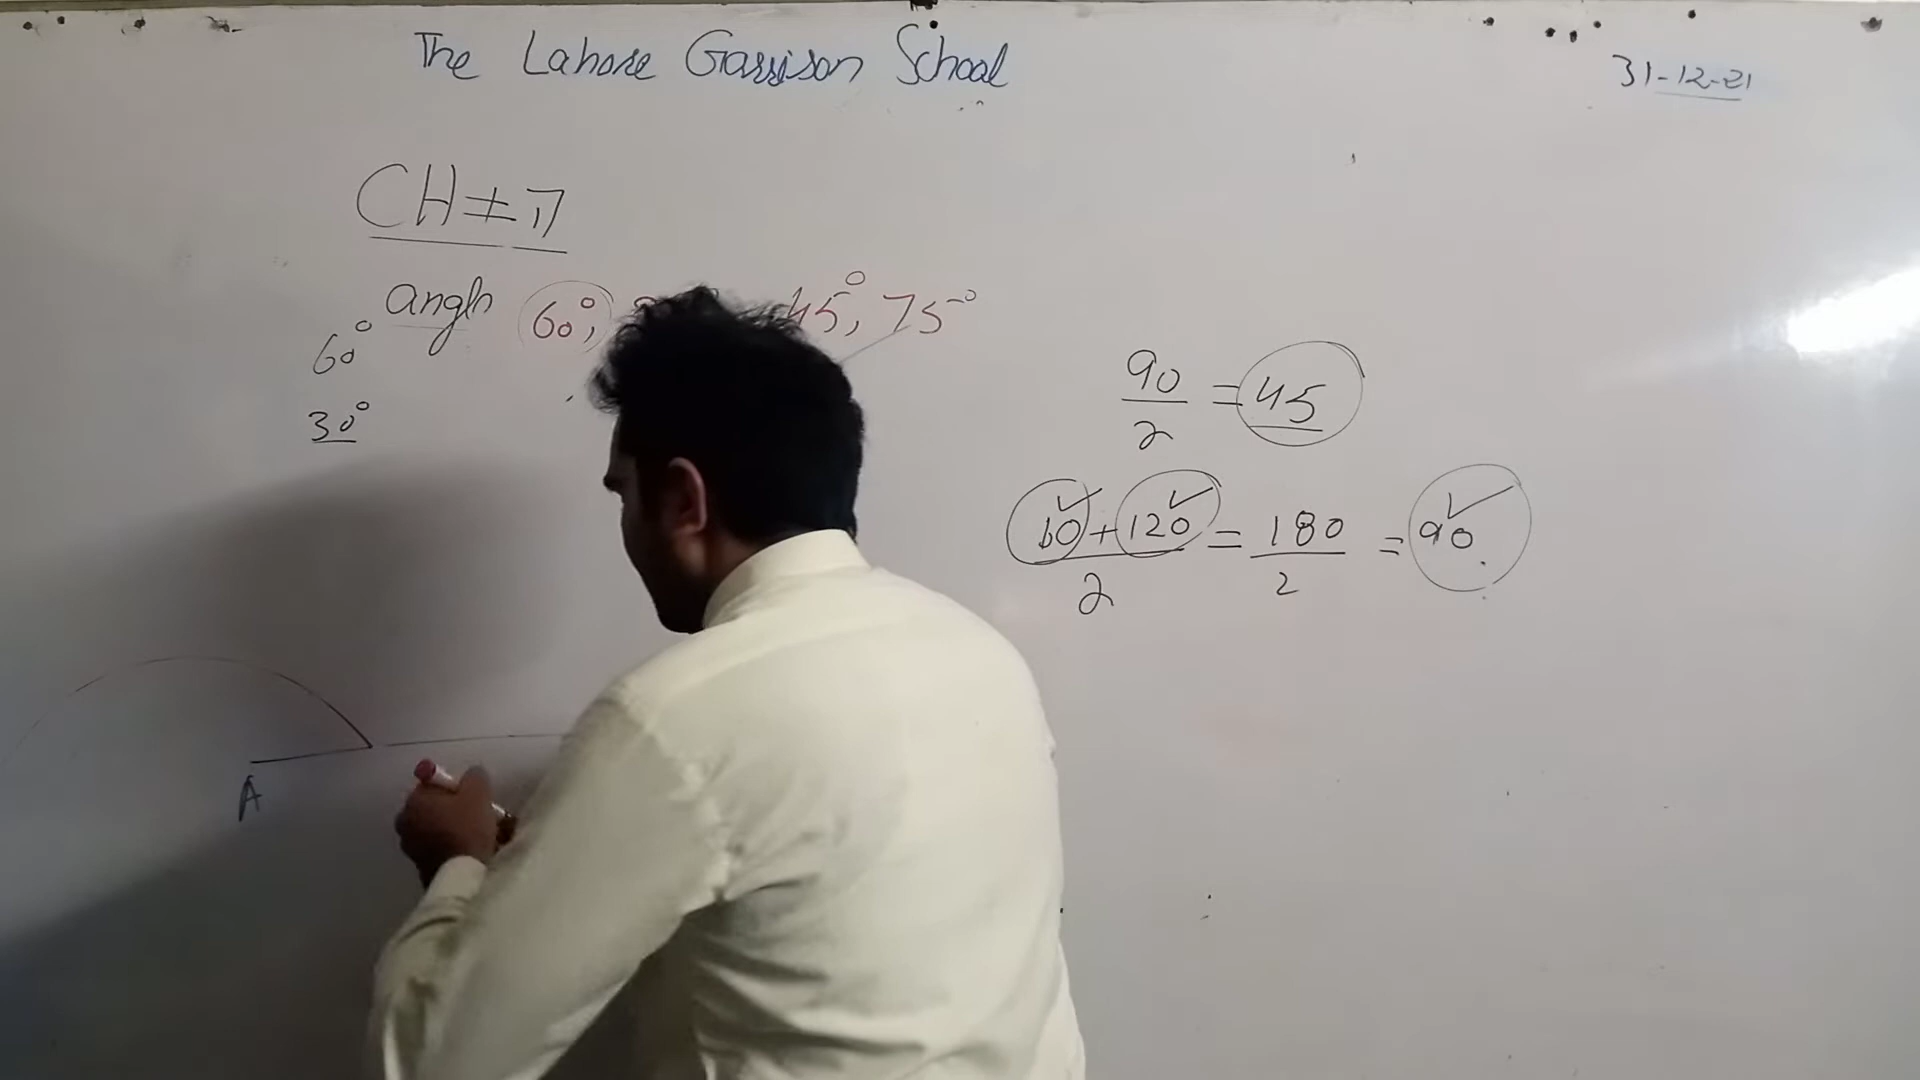 The Lahore Garrison School
31-12-21
CH # 7
angle 60°, 45°, 75°
60°
30°
90/2 = 45
60+120/2 = 180/2 = 90
A